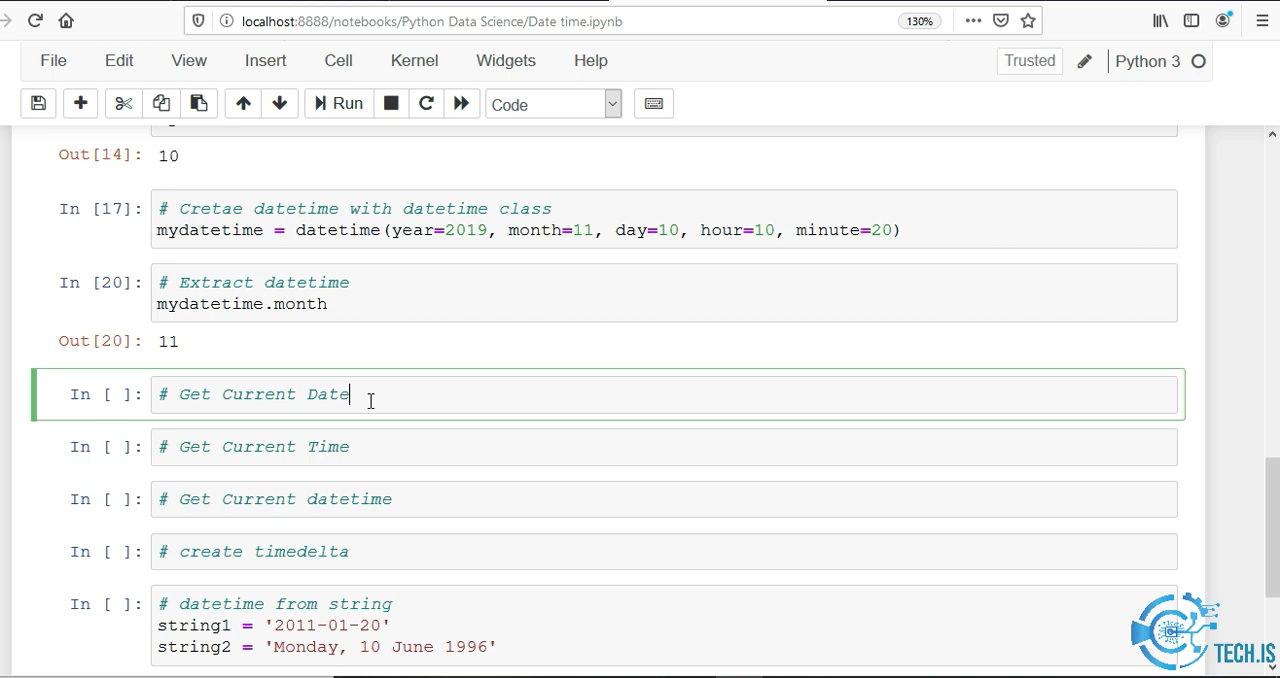 localhost:8888/notebooks/Python Data Science/Date time.ipynb
130%
File Edit View Insert Cell Kernel Widgets Help
Trusted
Python 3
Run
Code
Out[14]: 10
In [17]: # Cretae datetime with datetime class
mydatetime = datetime(year=2019, month=11, day=10, hour=10, minute=20)
In [20]: # Extract datetime
mydatetime.month
Out[20]: 11
In [ ]: # Get Current Date
In [ ]: # Get Current Time
In [ ]: # Get Current datetime
In [ ]: # create timedelta
In [ ]: # datetime from string
string1 = '2011-01-20'
string2 = 'Monday, 10 June 1996'
TECH.IS